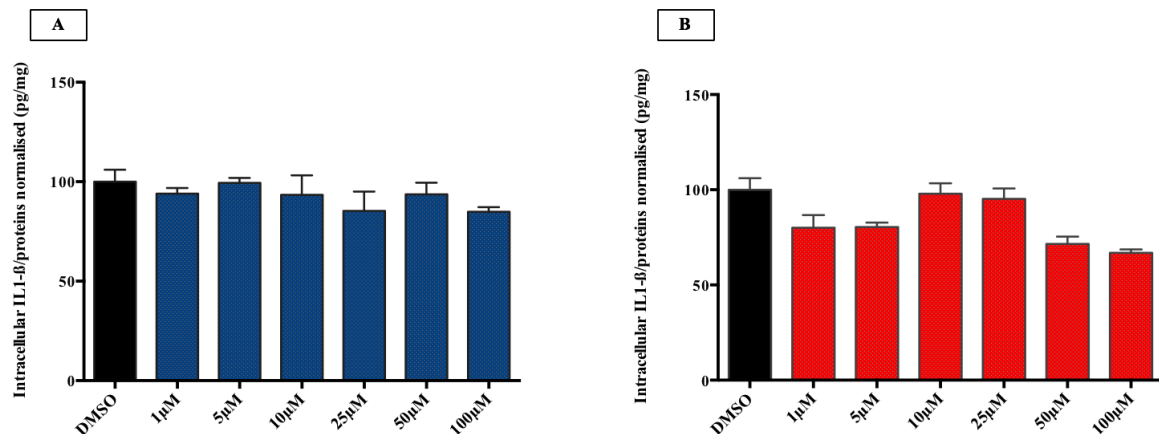 A
Intracellular IL1-ß/proteins normalised (pg/mg)
150
100
50
0
DMSO
1µM
5µM
10µM
25µM
50µM
100µM
B
Intracellular IL1-ß/proteins normalised (pg/mg)
150
100
50
0
DMSO
1µM
5µM
10µM
25µM
50µM
100µM